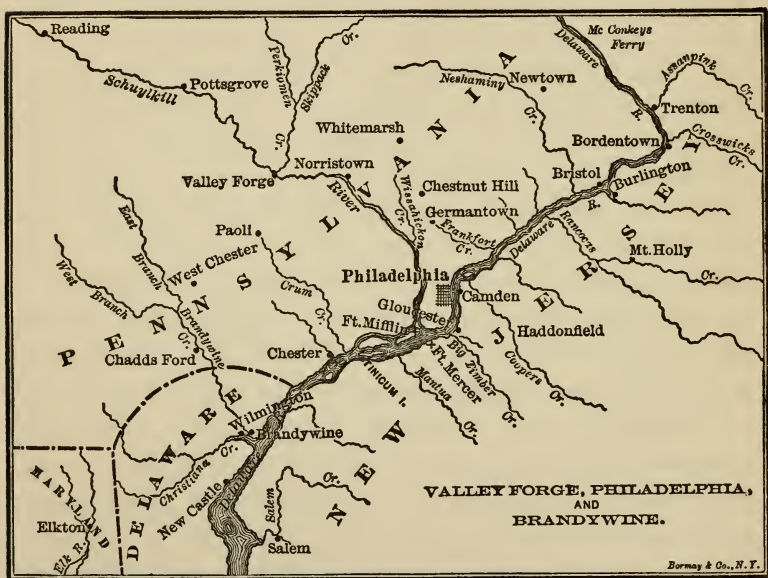 Reading
Schuylkill
Pottsgrove
Perkiomen
Cr.
Skippack
Cr.
Mc Conkeys
Ferry
Delaware
R.
Assanpink
Cr.
Neshaminy
Cr.
Newtown
Trenton
Whitemarsh
Bordentown
Crosswicks
Cr.
Valley Forge
Norristown
River
Wissahickon
Cr.
Chestnut Hill
Bristol
Burlington
R.
Germantown
Frankfort
Cr.
Delaware
Rancocus
Mt. Holly
Cr.
East
Branch
Paoli
West Chester
West
Branch
Brandywine
Cr.
Crum
Cr.
PENNSYLVANIA
Philadelphia
Camden
Gloucester
Ft. Mifflin
Haddonfield
Coopers
Cr.
Big Timber
Cr.
Ft. Mercer
Mantua
Cr.
TINICUM I.
Chester
Chadds Ford
NEW JERSEY
Wilmington
Brandywine
Cr.
Christiana
DELAWARE
New Castle
Delaware
MARYLAND
Elkton
Elk R.
Salem
Cr.
Salem
VALLEY FORGE, PHILADELPHIA,
AND
BRANDYWINE.
Bormay & Co., N.Y.